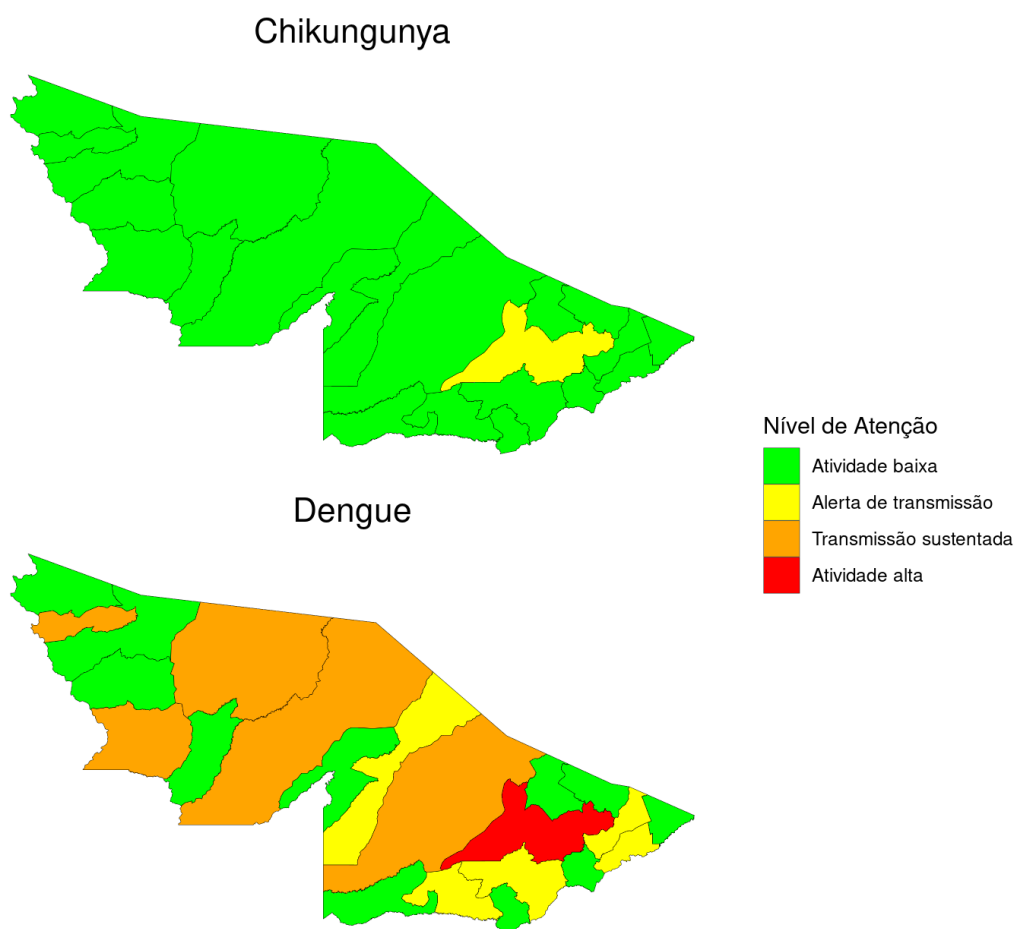 Chikungunya
Nível de Atenção
Atividade baixa
Alerta de transmissão
Transmissão sustentada
Atividade alta
Dengue